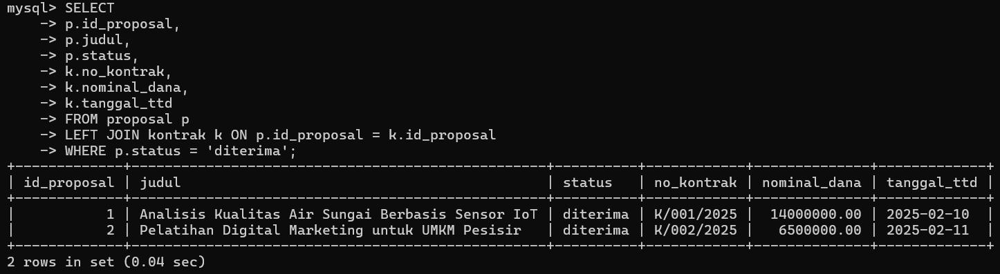 mysql> SELECT
    -> p.id_proposal,
    -> p.judul,
    -> p.status,
    -> k.no_kontrak,
    -> k.nominal_dana,
    -> k.tanggal_ttd
    -> FROM proposal p
    -> LEFT JOIN kontrak k ON p.id_proposal = k.id_proposal
    -> WHERE p.status = 'diterima';
+-------------+--------------------------------------------------+----------+------------+--------------+-------------+
| id_proposal | judul                                            | status   | no_kontrak | nominal_dana | tanggal_ttd |
+-------------+--------------------------------------------------+----------+------------+--------------+-------------+
|           1 | Analisis Kualitas Air Sungai Berbasis Sensor IoT | diterima | K/001/2025 |  14000000.00 | 2025-02-10  |
|           2 | Pelatihan Digital Marketing untuk UMKM Pesisir   | diterima | K/002/2025 |   6500000.00 | 2025-02-11  |
+-------------+--------------------------------------------------+----------+------------+--------------+-------------+
2 rows in set (0.04 sec)